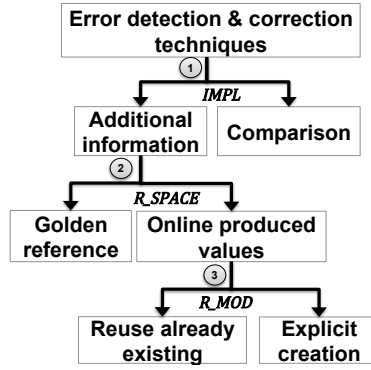 Error detection & correction
techniques
1
IMPL
Additional
information
Comparison
2
R_SPACE
Golden
reference
Online produced
values
3
R_MOD
Reuse already
existing
Explicit
creation